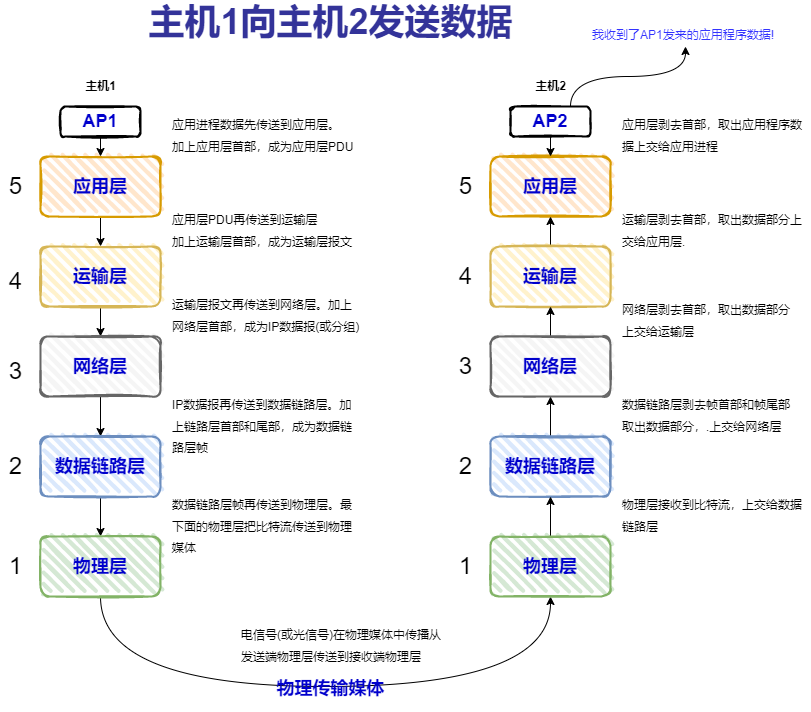 主机1向主机2发送数据
我收到了AP1发来的应用程序数据!
主机1
AP1
应用进程数据先传送到应用层。
加上应用层首部，成为应用层PDU
5
应用层
应用层PDU再传送到运输层
加上运输层首部，成为运输层报文
4
运输层
运输层报文再传送到网络层。加上
网络层首部，成为IP数据报(或分组)
3
网络层
IP数据报再传送到数据链路层。加
上链路层首部和尾部，成为数据链
路层帧
2
数据链路层
数据链路层帧再传送到物理层。最
下面的物理层把比特流传送到物理
媒体
1
物理层
主机2
AP2
应用层剥去首部，取出应用程序数
据上交给应用进程
5
应用层
运输层剥去首部，取出数据部分上
交给应用层.
4
运输层
网络层剥去首部，取出数据部分
上交给运输层
3
网络层
数据链路层剥去帧首部和帧尾部
取出数据部分，.上交给网络层
2
数据链路层
物理层接收到比特流，上交给数据
链路层
1
物理层
电信号(或光信号)在物理媒体中传播从
发送端物理层传送到接收端物理层
物理传输媒体